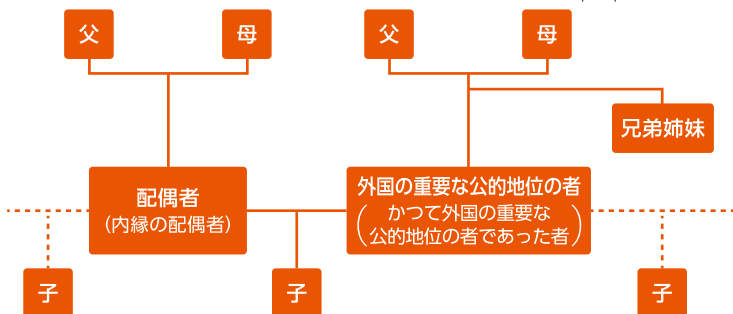 父
母
父
母
兄弟姉妹
配偶者
(内縁の配偶者)
外国の重要な公的地位の者
(かつて外国の重要な
公的地位の者であった者)
子
子
子